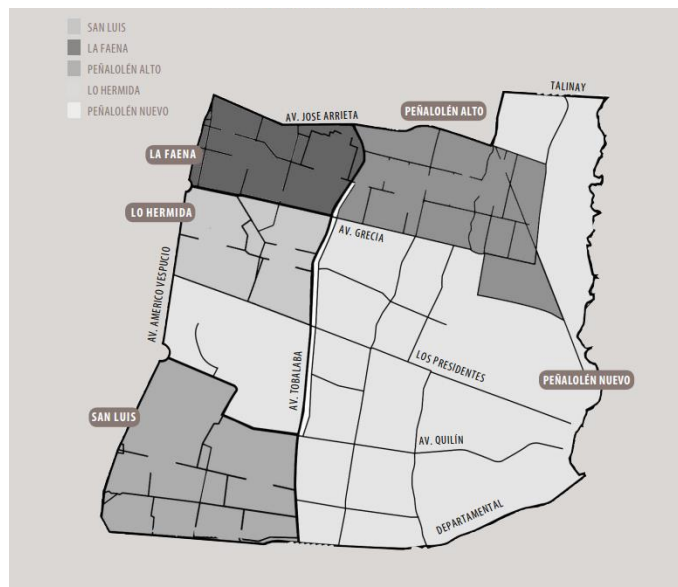 SAN LUIS
LA FAENA
PEÑALOLÉN ALTO
LO HERMIDA
PEÑALOLÉN NUEVO
TALINAY
AV. JOSE ARRIETA
PEÑALOLÉN ALTO
LA FAENA
LO HERMIDA
AV. GRECIA
AV. AMERICO VESPUCIO
LOS PRESIDENTES
AV. TOBALABA
PEÑALOLÉN NUEVO
SAN LUIS
AV. QUILÍN
DEPARTAMENTAL